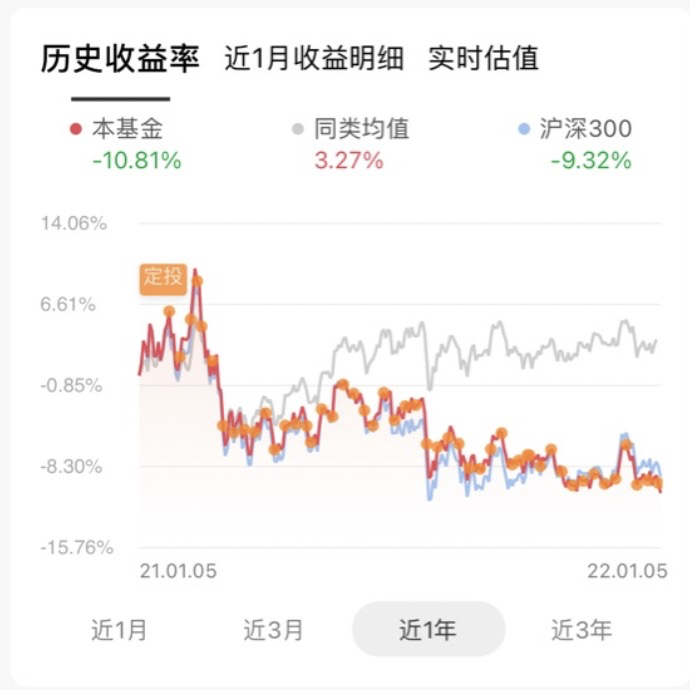 历史收益率 近1月收益明细 实时估值
本基金 同类均值 沪深300
-10.81% 3.27% -9.32%
14.06%
定投
6.61%
-0.85%
-8.30%
-15.76%
21.01.05 22.01.05
近1月 近3月 近1年 近3年